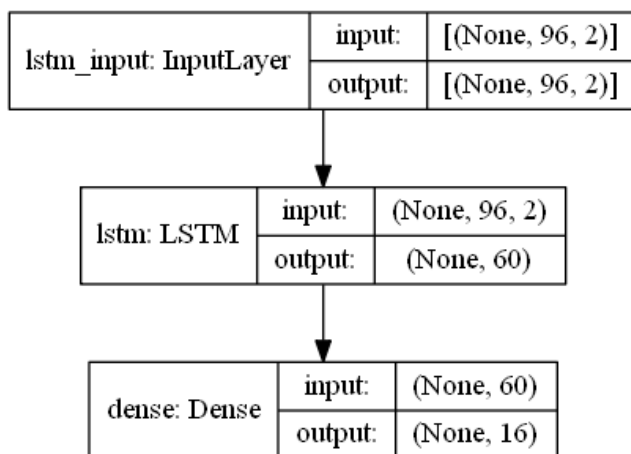 lstm_input: InputLayer
input:
[(None, 96, 2)]
output:
[(None, 96, 2)]
lstm: LSTM
input:
(None, 96, 2)
output:
(None, 60)
dense: Dense
input:
(None, 60)
output:
(None, 16)